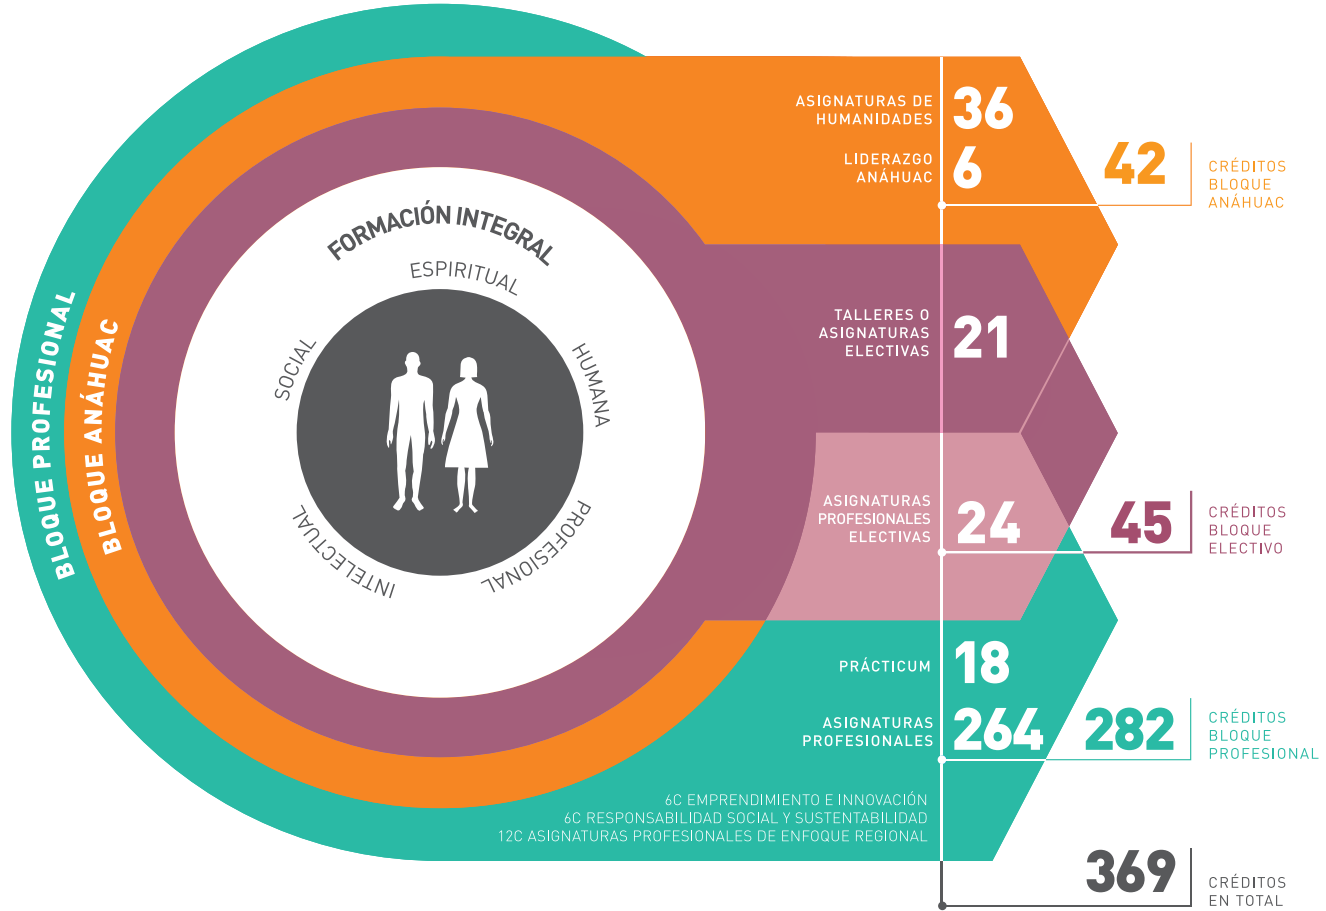 BLOQUE PROFESIONAL
BLOQUE ANÁHUAC
FORMACIÓN INTEGRAL
ESPIRITUAL
SOCIAL
HUMANA
INTELECTUAL
PROFESIONAL
ASIGNATURAS DE
HUMANIDADES
36
LIDERAZGO
ANÁHUAC
6
42
CRÉDITOS
BLOQUE
ANÁHUAC
TALLERES O
ASIGNATURAS
ELECTIVAS
21
ASIGNATURAS
PROFESIONALES
ELECTIVAS
24
45
CRÉDITOS
BLOQUE
ELECTIVO
PRÁCTICUM
18
ASIGNATURAS
PROFESIONALES
264
282
CRÉDITOS
BLOQUE
PROFESIONAL
6C EMPRENDIMIENTO E INNOVACIÓN
6C RESPONSABILIDAD SOCIAL Y SUSTENTABILIDAD
12C ASIGNATURAS PROFESIONALES DE ENFOQUE REGIONAL
369
CRÉDITOS
EN TOTAL